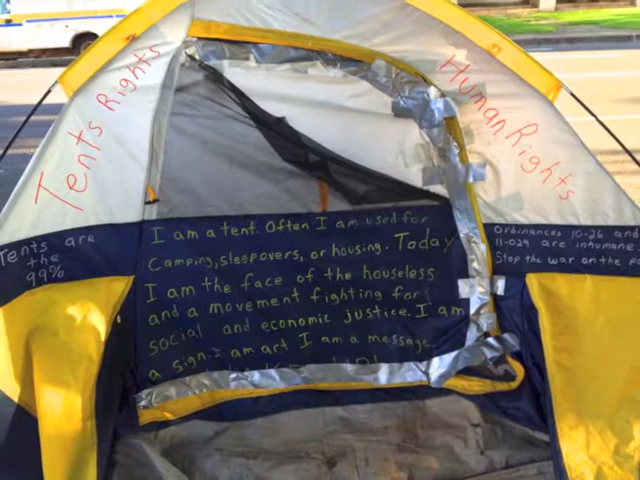 Tents Rights
Human Rights
Tents are
the
99%
I am a tent. Often I am used for
Camping, sleepovers, or housing. Today
I am the face of the houseless
and a movement fighting for
social and economic justice. I am
a sign. I am art I am a message.
Ordinances 10-26 and
11-029 are inhumane
Stop the war on the